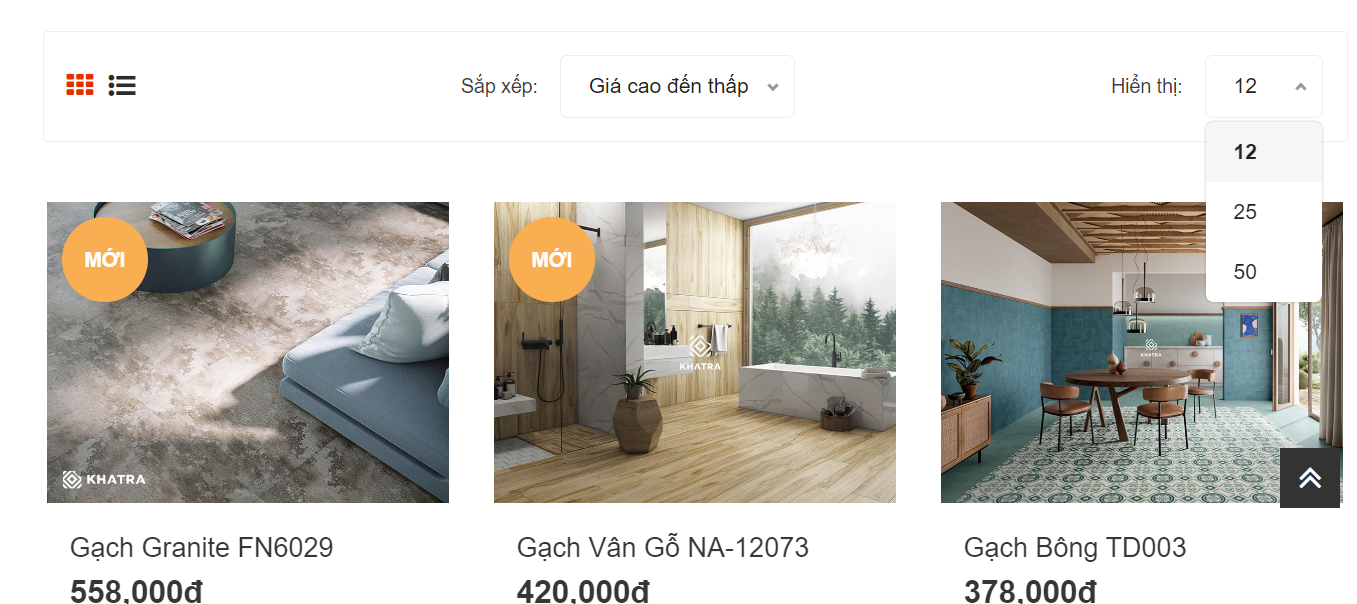 Sắp xếp:
Giá cao đến thấp
Hiển thị:
12
12
25
50
MỚI
MỚI
KHATRA
KHATRA
KHATRA
Gạch Granite FN6029
558,000đ
Gạch Vân Gỗ NA-12073
420,000đ
Gạch Bông TD003
378,000đ